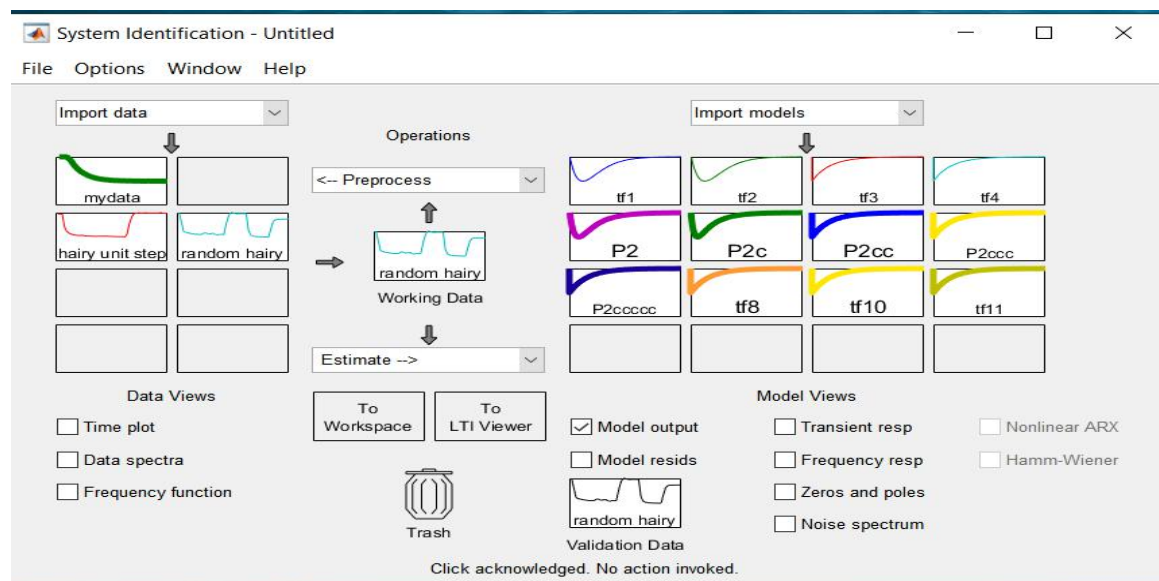 System Identification - Untitled
File Options Window Help
Import data
Import models
Operations
<-- Preprocess
mydata
hairy unit step
random hairy
random hairy
Working Data
Estimate -->
tf1
tf2
tf3
tf4
P2
P2c
P2cc
P2ccc
P2ccccc
tf8
tf10
tf11
Data Views
Time plot
Data spectra
Frequency function
To Workspace
To LTI Viewer
Trash
Model Views
Model output
Transient resp
Nonlinear ARX
Model resids
Frequency resp
Hamm-Wiener
Zeros and poles
Noise spectrum
random hairy
Validation Data
Click acknowledged. No action invoked.